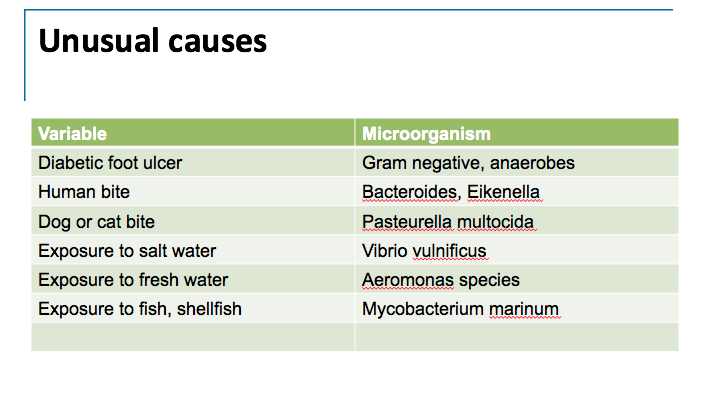 Unusual causes
Variable Microorganism
Diabetic foot ulcer Gram negative, anaerobes
Human bite Bacteroides, Eikenella
Dog or cat bite Pasteurella multocida
Exposure to salt water Vibrio vulnificus
Exposure to fresh water Aeromonas species
Exposure to fish, shellfish Mycobacterium marinum